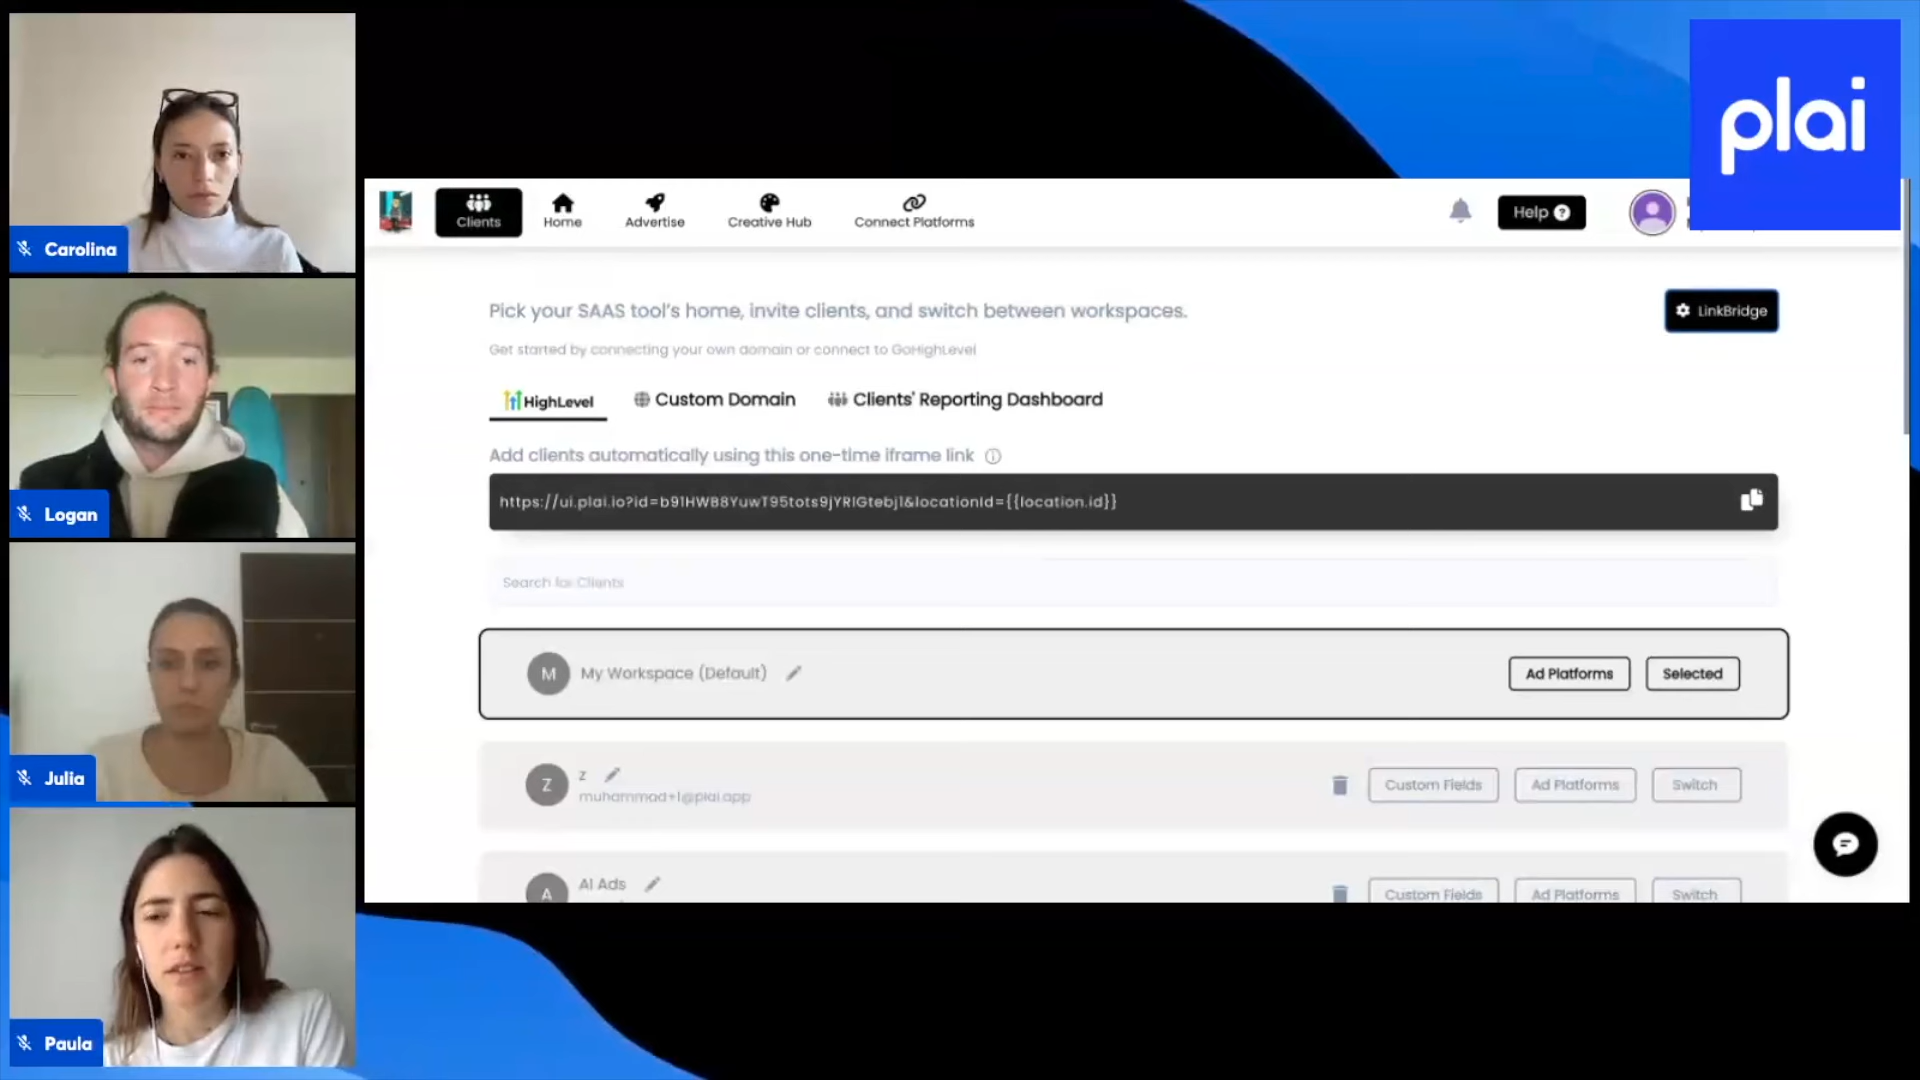 Carolina
Logan
Julia
Paula
plai
Clients
Home
Advertise
Creative Hub
Connect Platforms
Help ?
Pick your SAAS tool's home, invite clients, and switch between workspaces.
LinkBridge
Get started by connecting your own domain or connect to GoHighLevel
HighLevel
Custom Domain
Clients' Reporting Dashboard
Add clients automatically using this one-time iframe link
https://ui.plai.io?id=b91HWB8YuwT95tots9jYRlGtebj1&locationId={{location.id}}
Search for Clients
M
My Workspace (Default)
Ad Platforms
Selected
Z
z
muhammad+1@plai.app
Custom Fields
Ad Platforms
Switch
A
AI Ads
Custom Fields
Ad Platforms
Switch